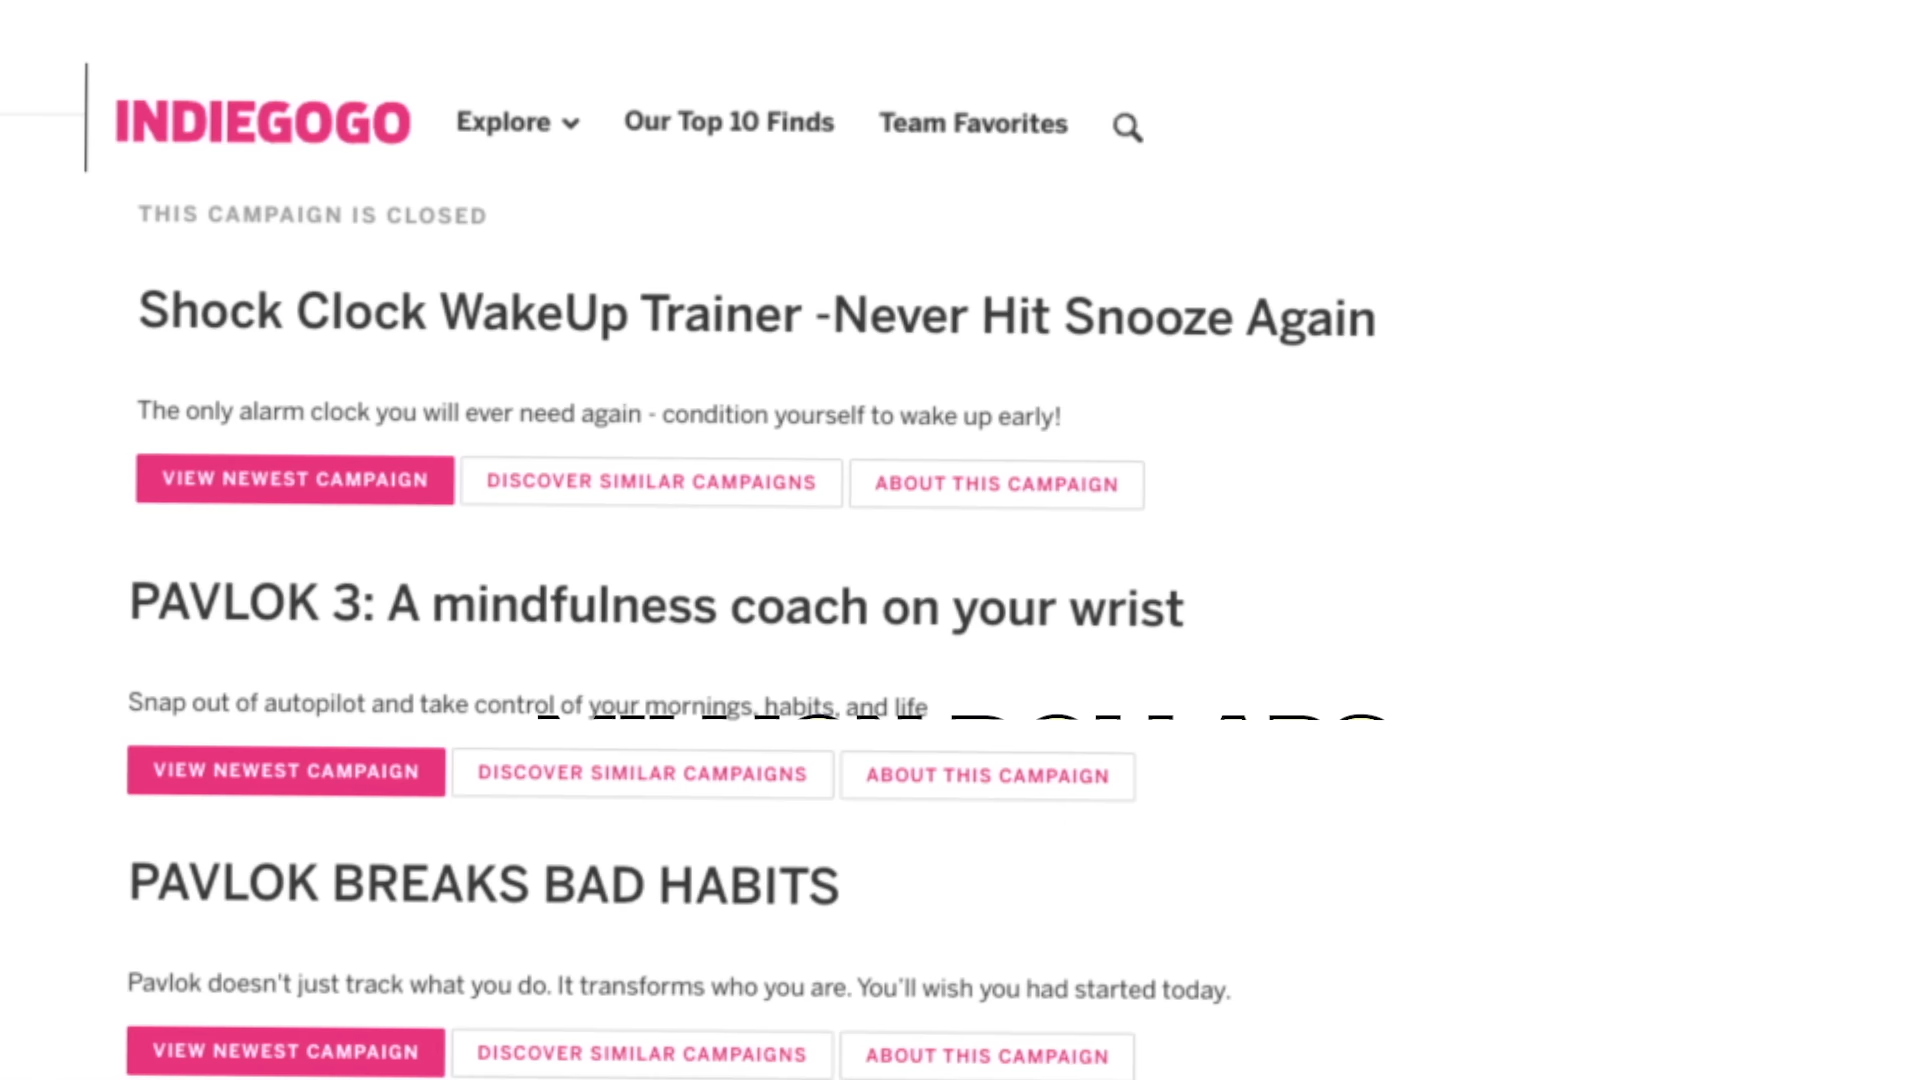 INDIEGOGO Explore Our Top 10 Finds Team Favorites
THIS CAMPAIGN IS CLOSED
Shock Clock WakeUp Trainer -Never Hit Snooze Again
The only alarm clock you will ever need again - condition yourself to wake up early!
VIEW NEWEST CAMPAIGN DISCOVER SIMILAR CAMPAIGNS ABOUT THIS CAMPAIGN
PAVLOK 3: A mindfulness coach on your wrist
Snap out of autopilot and take control of your mornings, habits, and life
VIEW NEWEST CAMPAIGN DISCOVER SIMILAR CAMPAIGNS ABOUT THIS CAMPAIGN
PAVLOK BREAKS BAD HABITS
Pavlok doesn't just track what you do. It transforms who you are. You'll wish you had started today.
VIEW NEWEST CAMPAIGN DISCOVER SIMILAR CAMPAIGNS ABOUT THIS CAMPAIGN